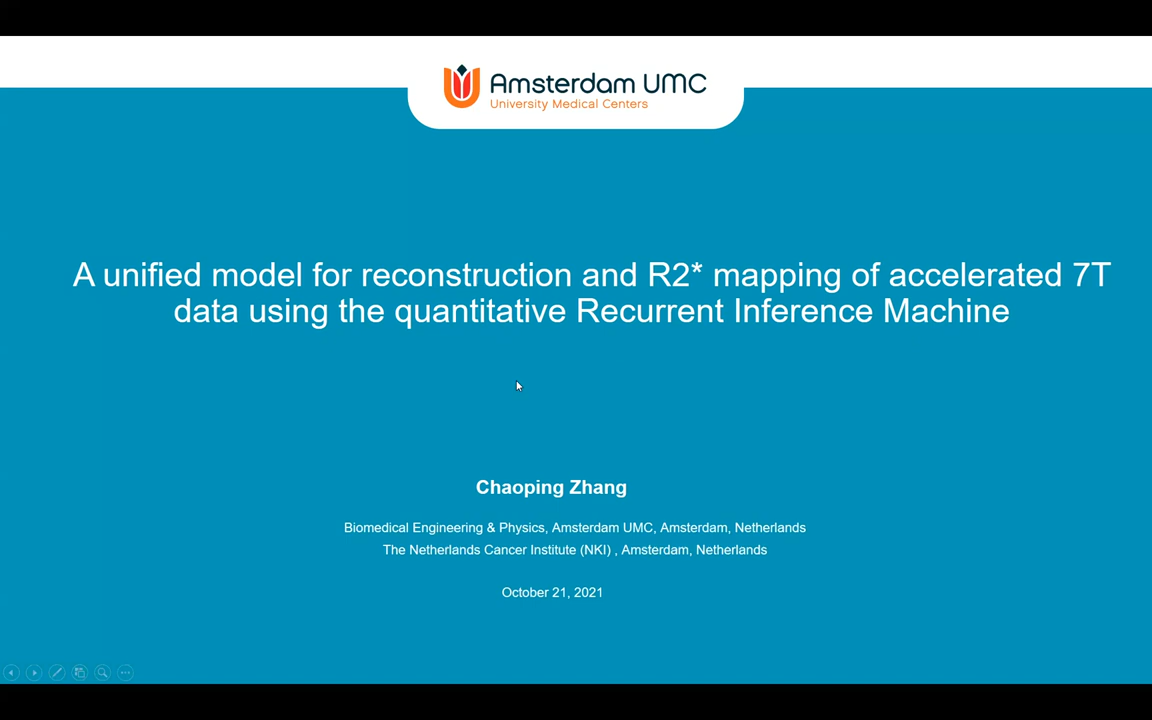 Amsterdam UMC
University Medical Centers
A unified model for reconstruction and R2* mapping of accelerated 7T
data using the quantitative Recurrent Inference Machine
Chaoping Zhang
Biomedical Engineering & Physics, Amsterdam UMC, Amsterdam, Netherlands
The Netherlands Cancer Institute (NKI) , Amsterdam, Netherlands
October 21, 2021